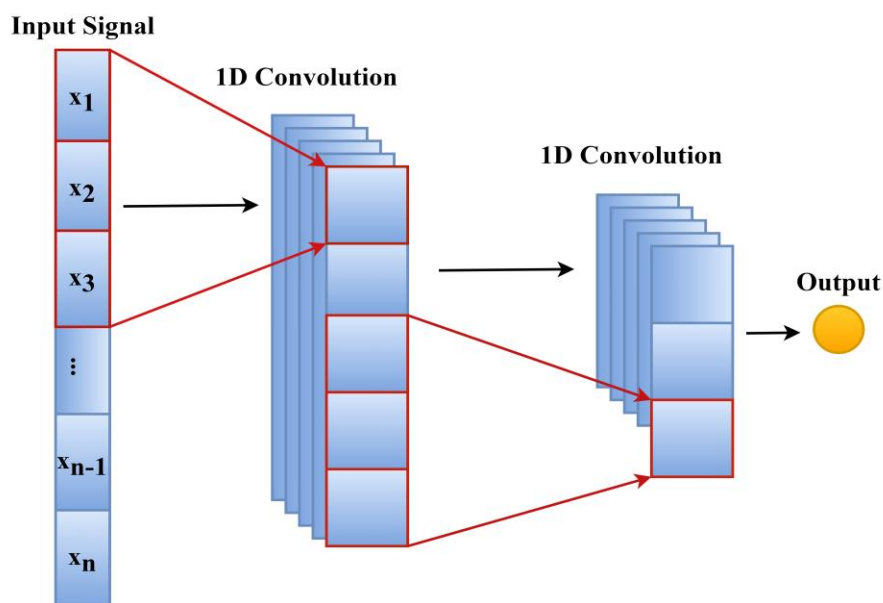 Input Signal
1D Convolution
1D Convolution
Output
x1
x2
x3
...
xn-1
xn